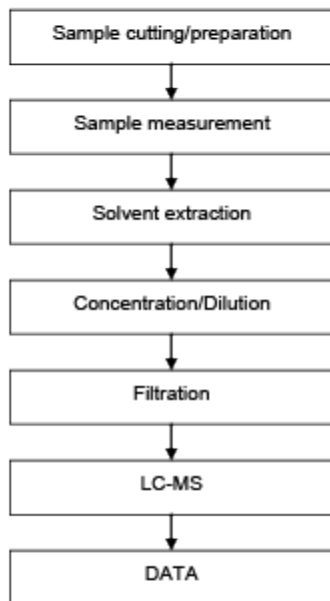 Sample cutting/preparation
Sample measurement
Solvent extraction
Concentration/Dilution
Filtration
LC-MS
DATA